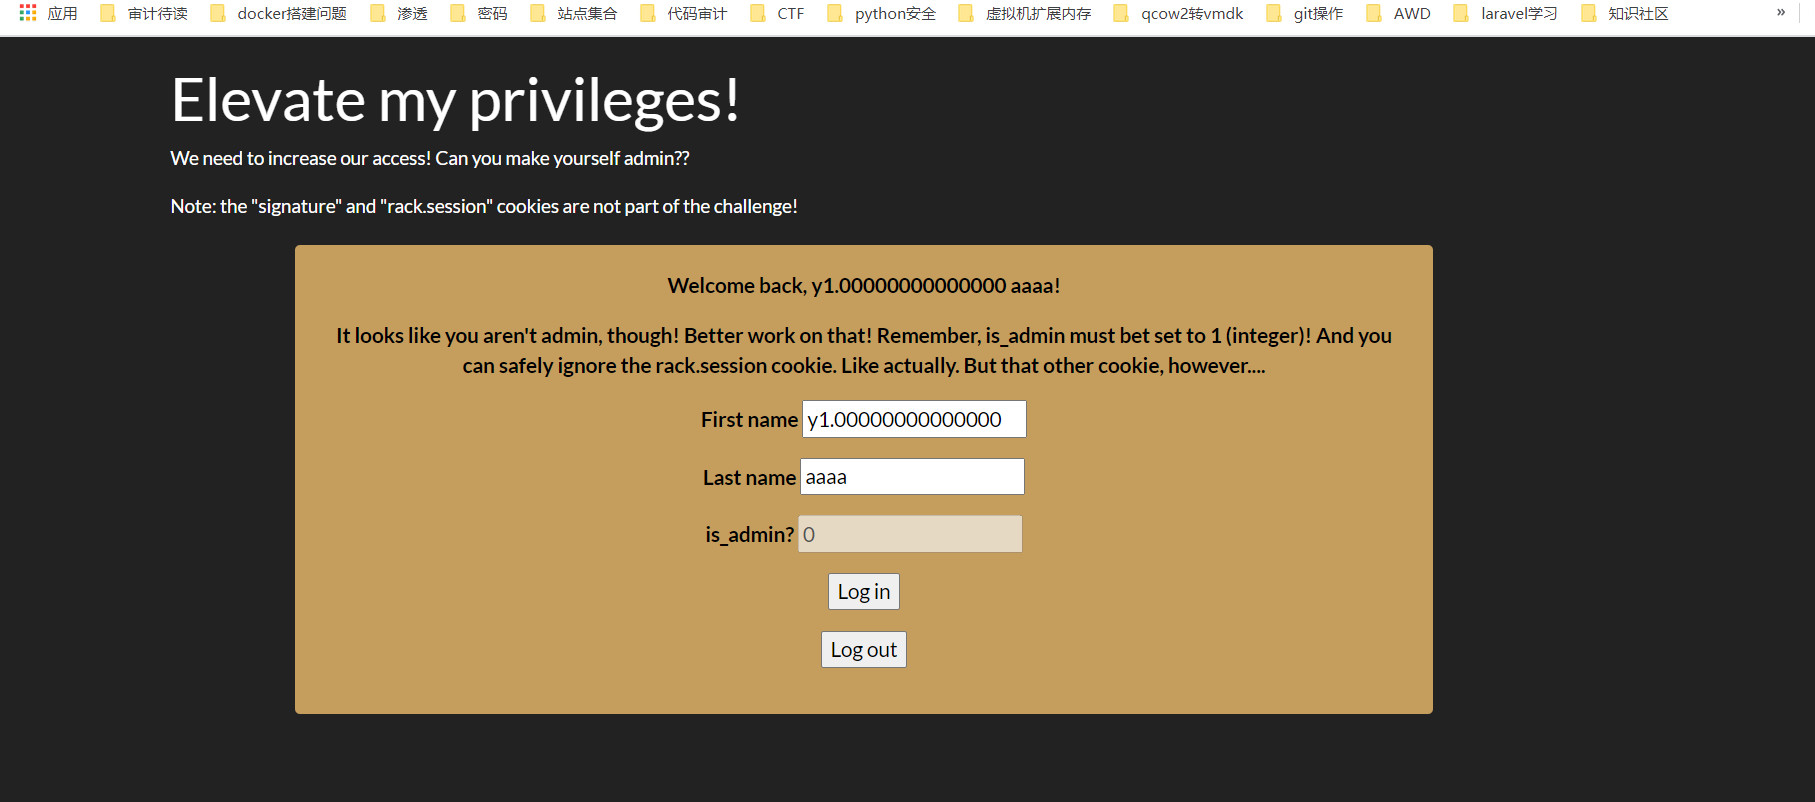 应用 审计待读 docker搭建问题 渗透 密码 站点集合 代码审计 CTF python安全 虚拟机扩展内存 qcow2转vmdk git操作 AWD laravel学习 知识社区 »
Elevate my privileges!
We need to increase our access! Can you make yourself admin??
Note: the "signature" and "rack.session" cookies are not part of the challenge!
Welcome back, y1.00000000000000 aaaa!
It looks like you aren't admin, though! Better work on that! Remember, is_admin must bet set to 1 (integer)! And you
can safely ignore the rack.session cookie. Like actually. But that other cookie, however....
First name y1.00000000000000
Last name aaaa
is_admin? 0
Log in
Log out